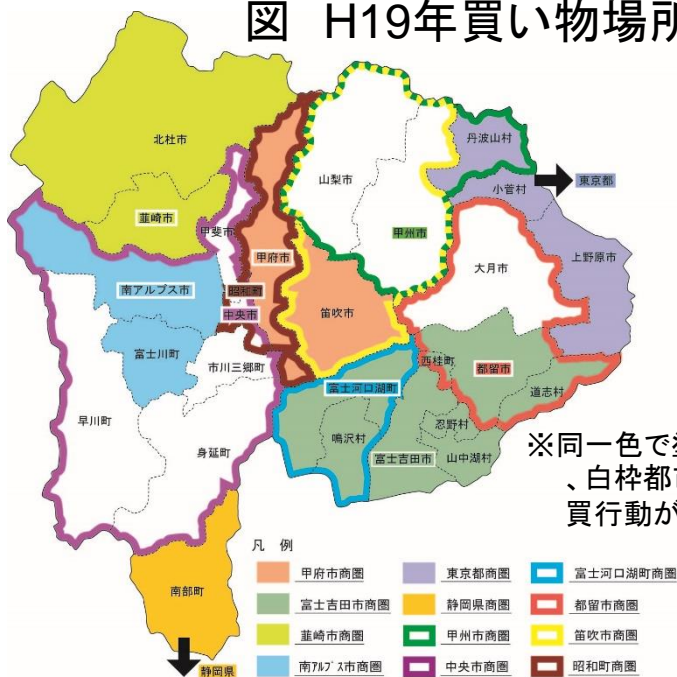 図 H19年買い物場所
北杜市
韮崎市
甲斐市
南アルプス市
昭和町
中央市
甲府市
富士川町
市川三郷町
早川町
身延町
南部町
静岡県
山梨市
甲州市
笛吹市
丹波山村
小菅村
東京都
上野原市
大月市
西桂町
都留市
道志村
富士河口湖町
鳴沢村
忍野村
富士吉田市
山中湖村
※同一色で
、白枠都
買行動が
凡 例
甲府市商圏
東京都商圏
富士河口湖町商圏
富士吉田市商圏
静岡県商圏
都留市商圏
韮崎市商圏
甲州市商圏
笛吹市商圏
南アルプス市商圏
中央市商圏
昭和町商圏